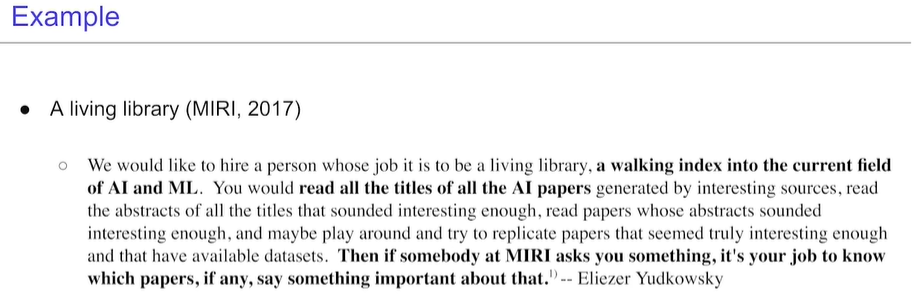 Example
● A living library (MIRI, 2017)
○ We would like to hire a person whose job it is to be a living library, a walking index into the current field
of AI and ML. You would read all the titles of all the AI papers generated by interesting sources, read
the abstracts of all the titles that sounded interesting enough, read papers whose abstracts sounded
interesting enough, and maybe play around and try to replicate papers that seemed truly interesting enough
and that have available datasets. Then if somebody at MIRI asks you something, it's your job to know
which papers, if any, say something important about that.¹⁾ -- Eliezer Yudkowsky